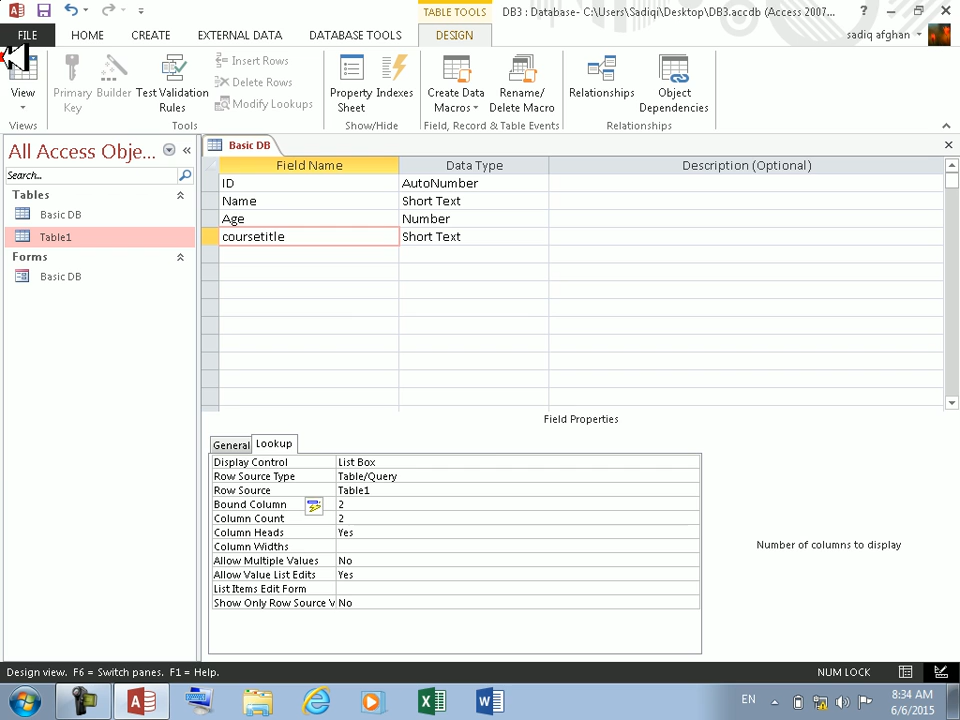 TABLE TOOLS
DB3 : Database- C:\Users\Sadiqi\Desktop\DB3.accdb (Access 2007...
FILE
HOME
CREATE
EXTERNAL DATA
DATABASE TOOLS
DESIGN
sadiq afghan
View
Primary Key
Builder
Test Validation Rules
Insert Rows
Delete Rows
Modify Lookups
Property Sheet
Indexes
Create Data Macros
Rename/ Delete Macro
Relationships
Object Dependencies
Views
Tools
Show/Hide
Field, Record & Table Events
Relationships
All Access Obje...
Search...
Tables
Basic DB
Table1
Forms
Basic DB
Basic DB
Field Name Data Type Description (Optional)
ID AutoNumber
Name Short Text
Age Number
coursetitle Short Text
Field Properties
General Lookup
Display Control List Box
Row Source Type Table/Query
Row Source Table1
Bound Column 2
Column Count 2
Column Heads Yes
Column Widths
Allow Multiple Values No
Allow Value List Edits Yes
List Items Edit Form
Show Only Row Source V No
Number of columns to display
Design view. F6 = Switch panes. F1 = Help.
NUM LOCK
EN
8:34 AM
6/6/2015